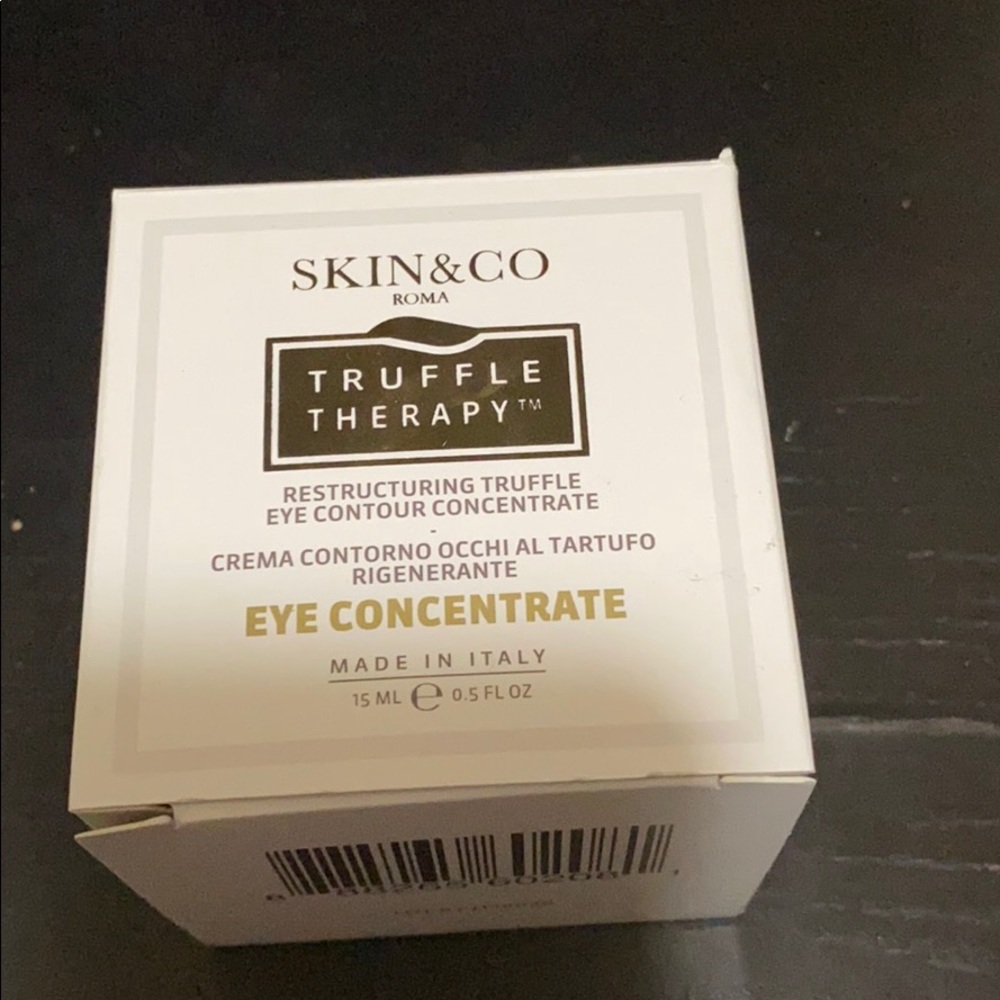 SKIN&CO
ROMA
TRUFFLE
THERAPY™
RESTRUCTURING TRUFFLE
EYE CONTOUR CONCENTRATE
-
CREMA CONTORNO OCCHI AL TARTUFO
RIGENERANTE
EYE CONCENTRATE
MADE IN ITALY
15 ML ℮ 0.5 FL OZ